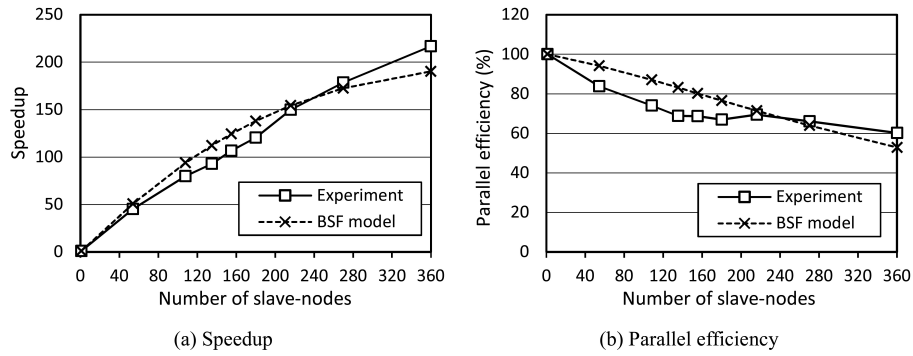 250
200
150
100
50
0
Speedup
Experiment
BSF model
0 40 80 120 160 200 240 280 320 360
Number of slave-nodes
(a) Speedup
120
100
80
60
40
20
0
Parallel efficiency (%)
Experiment
BSF model
0 40 80 120 160 200 240 280 320 360
Number of slave-nodes
(b) Parallel efficiency